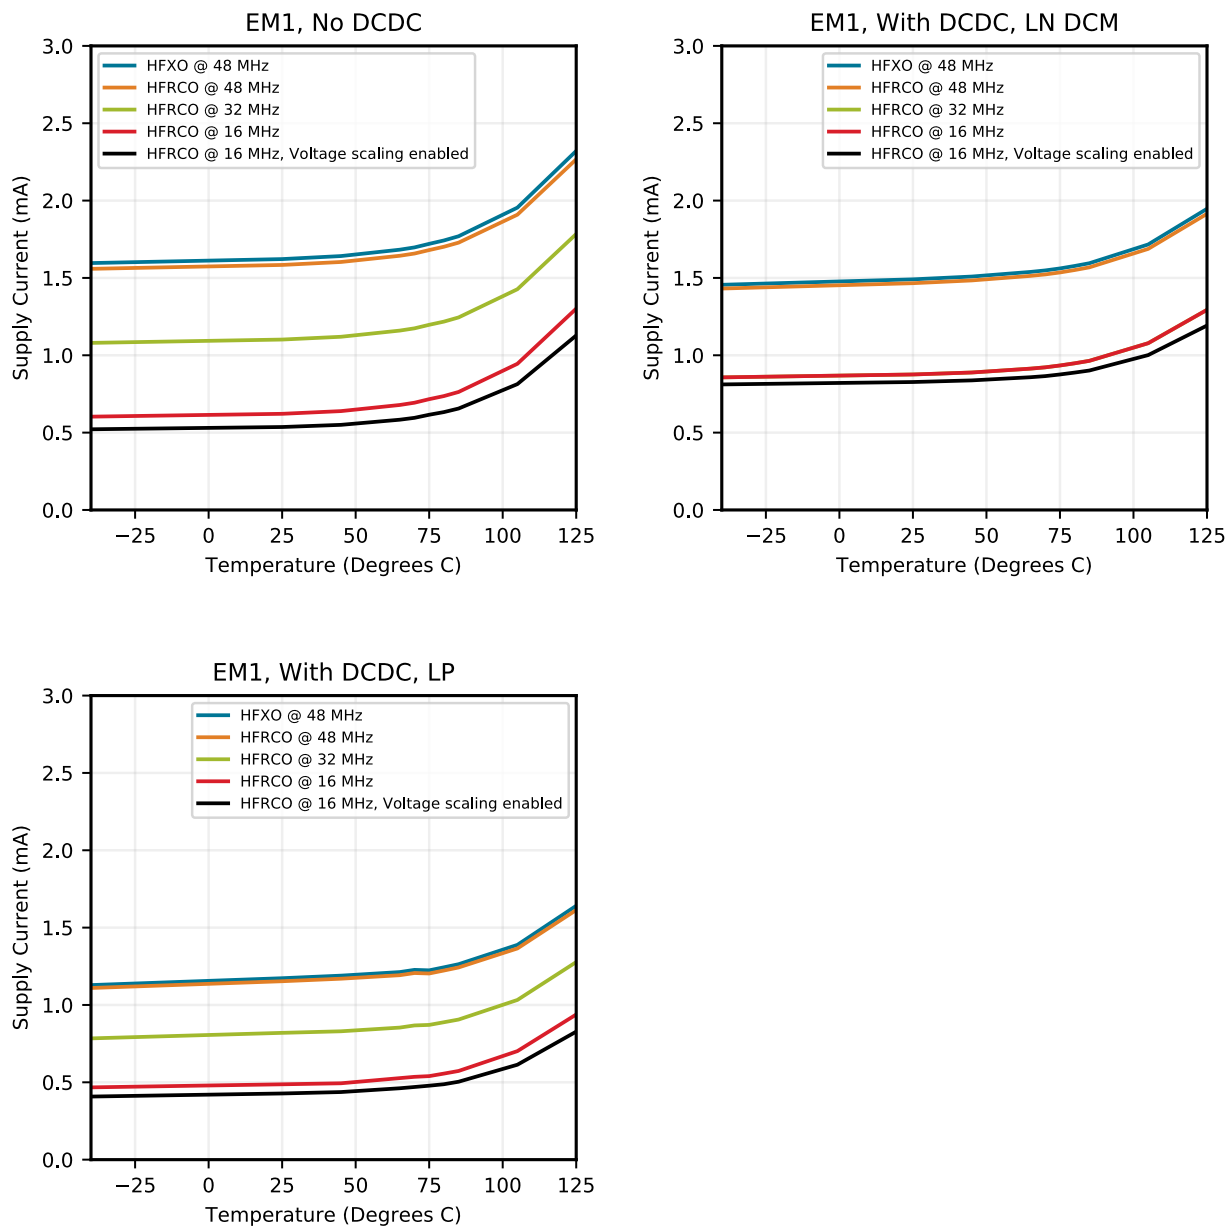 EM1, No DCDC
3.0
2.5
2.0
1.5
1.0
0.5
0.0
Supply Current (mA)
HFXO @ 48 MHz
HFRCO @ 48 MHz
HFRCO @ 32 MHz
HFRCO @ 16 MHz
HFRCO @ 16 MHz, Voltage scaling enabled
−25 0 25 50 75 100 125
Temperature (Degrees C)
EM1, With DCDC, LN DCM
3.0
2.5
2.0
1.5
1.0
0.5
0.0
Supply Current (mA)
HFXO @ 48 MHz
HFRCO @ 48 MHz
HFRCO @ 32 MHz
HFRCO @ 16 MHz
HFRCO @ 16 MHz, Voltage scaling enabled
−25 0 25 50 75 100 125
Temperature (Degrees C)
EM1, With DCDC, LP
3.0
2.5
2.0
1.5
1.0
0.5
0.0
Supply Current (mA)
HFXO @ 48 MHz
HFRCO @ 48 MHz
HFRCO @ 32 MHz
HFRCO @ 16 MHz
HFRCO @ 16 MHz, Voltage scaling enabled
−25 0 25 50 75 100 125
Temperature (Degrees C)